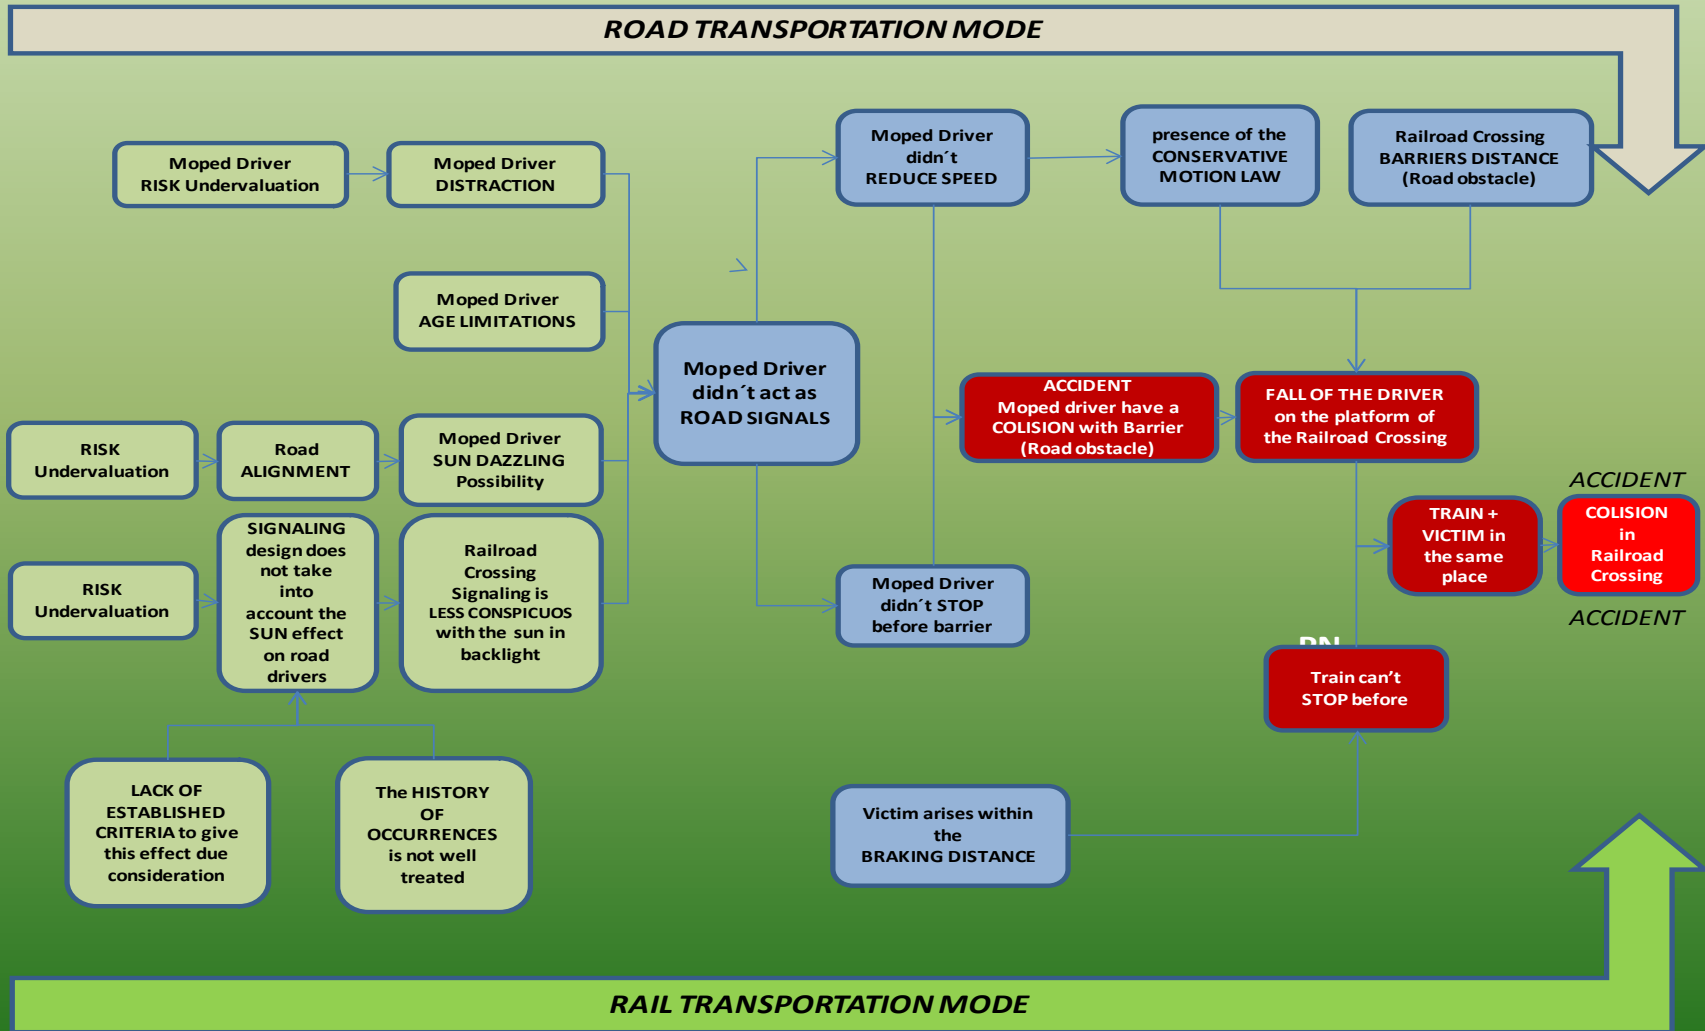 ROAD TRANSPORTATION MODE
Moped Driver
RISK Undervaluation
Moped Driver
DISTRACTION
Moped Driver
didn´t
REDUCE SPEED
presence of the
CONSERVATIVE
MOTION LAW
Railroad Crossing
BARRIERS DISTANCE
(Road obstacle)
Moped Driver
AGE LIMITATIONS
Moped Driver
didn´t act as
ROAD SIGNALS
ACCIDENT
Moped driver have a
COLISION with Barrier
(Road obstacle)
FALL OF THE DRIVER
on the platform of
the Railroad Crossing
RISK
Undervaluation
Road
ALIGNMENT
Moped Driver
SUN DAZZLING
Possibility
ACCIDENT
TRAIN +
VICTIM in
the same
place
COLISION
in
Railroad
Crossing
ACCIDENT
RISK
Undervaluation
SIGNALING
design does
not take
into
account the
SUN effect
on road
drivers
Railroad
Crossing
Signaling is
LESS CONSPICUOS
with the sun in
backlight
Moped Driver
didn´t STOP
before barrier
PN
Train can’t
STOP before
LACK OF
ESTABLISHED
CRITERIA to give
this effect due
consideration
The HISTORY
OF
OCCURRENCES
is not well
treated
Victim arises within
the
BRAKING DISTANCE
RAIL TRANSPORTATION MODE